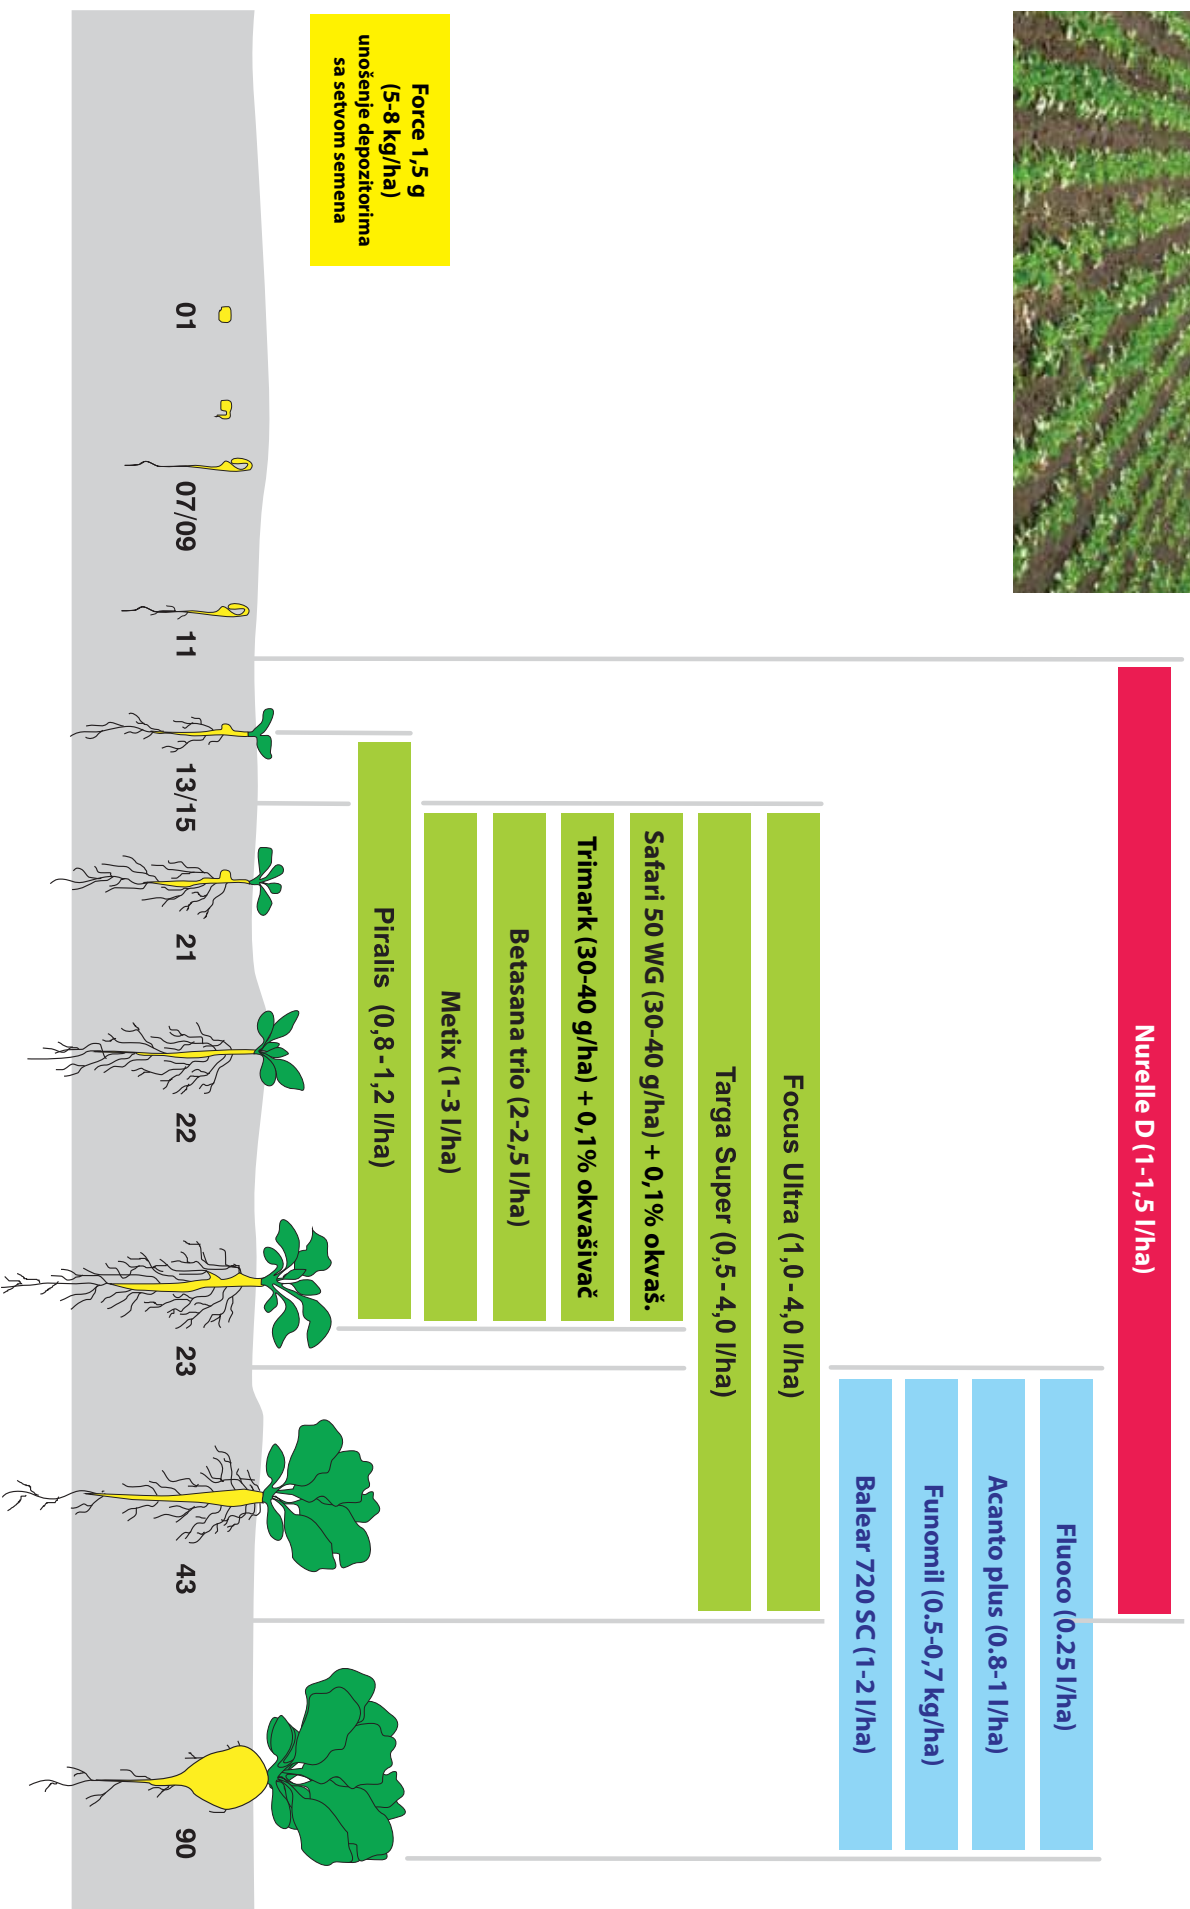 Nurelle D (1-1,5 l/ha)
Fluoco (0.25 l/ha)
Acanto plus (0.8-1 l/ha)
Funomil (0.5-0,7 kg/ha)
Balear 720 SC (1-2 l/ha)
Focus Ultra (1,0 - 4,0 l/ha)
Targa Super (0,5 - 4,0 l/ha)
Safari 50 WG (30-40 g/ha) + 0,1% okvaš.
Trimark (30-40 g/ha) + 0,1% okvašivač
Betasana trio (2-2,5 l/ha)
Metix (1-3 l/ha)
Piralis (0,8 - 1,2 l/ha)
Force 1,5 g
(5-8 kg/ha)
unošenje depozitorima
sa setvom semena
01
07/09
11
13/15
21
22
23
43
90